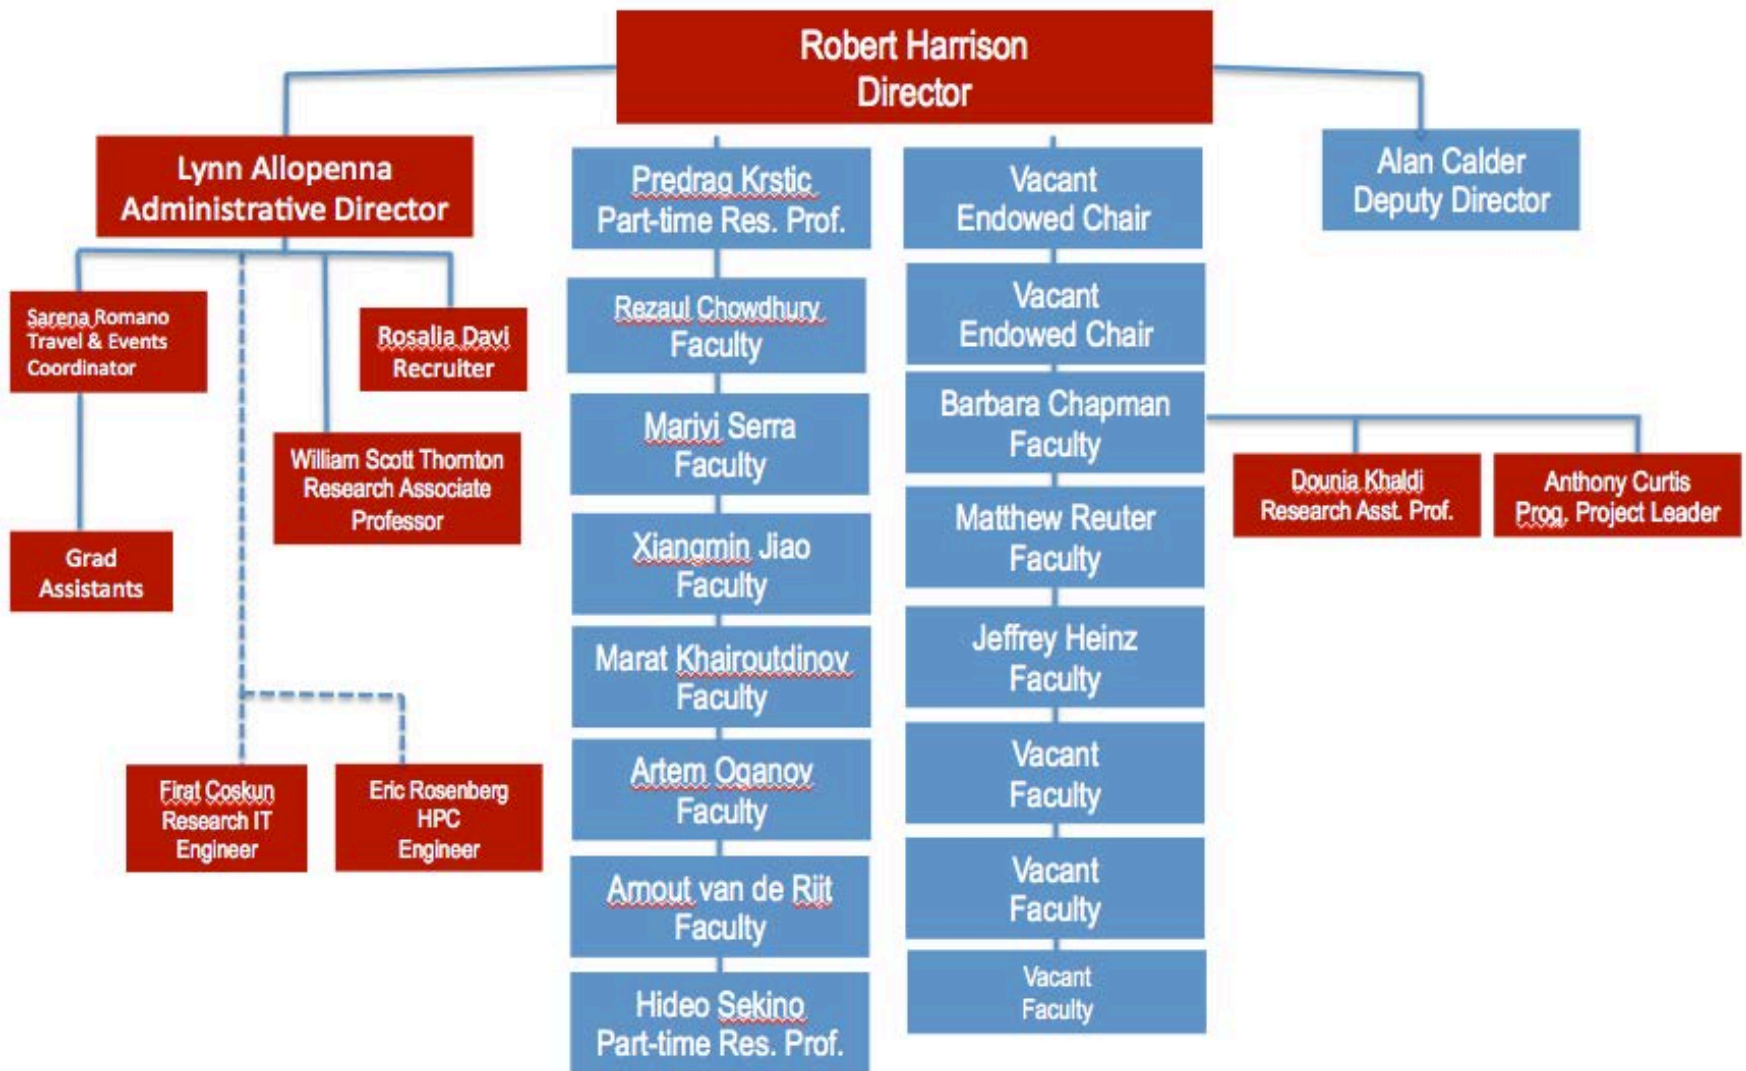 Robert Harrison
Director
Lynn Allopenna
Administrative Director
Predrag Krstic
Part-time Res. Prof.
Vacant
Endowed Chair
Alan Calder
Deputy Director
Sarena Romano
Travel & Events
Coordinator
Rosalia Davi
Recruiter
William Scott Thornton
Research Associate
Professor
Grad
Assistants
Firat Coskun
Research IT
Engineer
Eric Rosenberg
HPC
Engineer
Rezaul Chowdhury
Faculty
Marivi Serra
Faculty
Xiangmin Jiao
Faculty
Marat Khairoutdinov
Faculty
Artem Oganov
Faculty
Arnout van de Rijt
Faculty
Hideo Sekino
Part-time Res. Prof.
Vacant
Endowed Chair
Barbara Chapman
Faculty
Matthew Reuter
Faculty
Jeffrey Heinz
Faculty
Vacant
Faculty
Vacant
Faculty
Vacant
Faculty
Dounia Khaldi
Research Asst. Prof.
Anthony Curtis
Prog. Project Leader